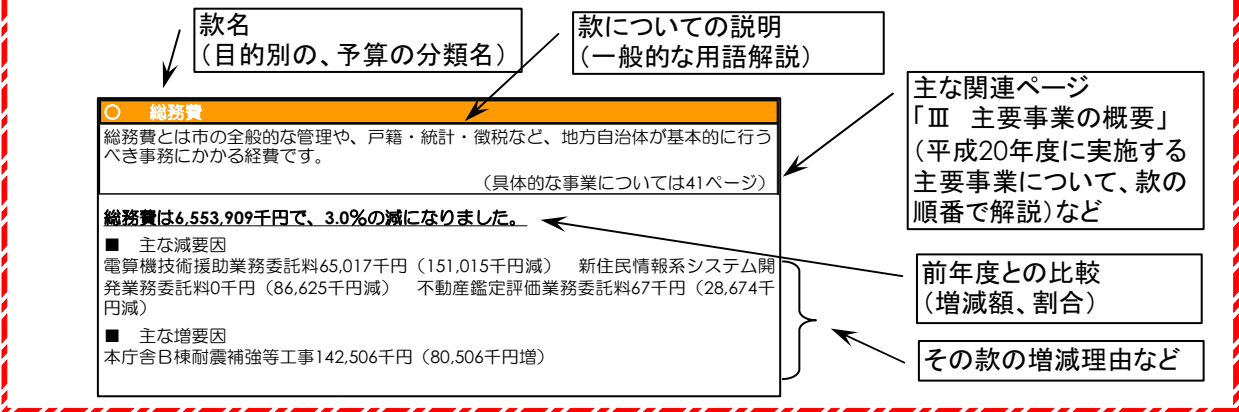 款名
(目的別の、予算の分類名)
款についての説明
(一般的な用語解説)
主な関連ページ
「Ⅲ 主要事業の概要」
(平成20年度に実施する
主要事業について、款の
順番で解説)など
○ 総務費
総務費とは市の全般的な管理や、戸籍・統計・徴税など、地方自治体が基本的に行う
べき事務にかかる経費です。
(具体的な事業については41ページ)
総務費は6,553,909千円で、3.0%の減になりました。
■ 主な減要因
電算機技術援助業務委託料65,017千円(151,015千円減) 新住民情報系システム開
発業務委託料0千円(86,625千円減) 不動産鑑定評価業務委託料67千円(28,674千
円減)
■ 主な増要因
本庁舎B棟耐震補強等工事142,506千円(80,506千円増)
前年度との比較
(増減額、割合)
その款の増減理由など